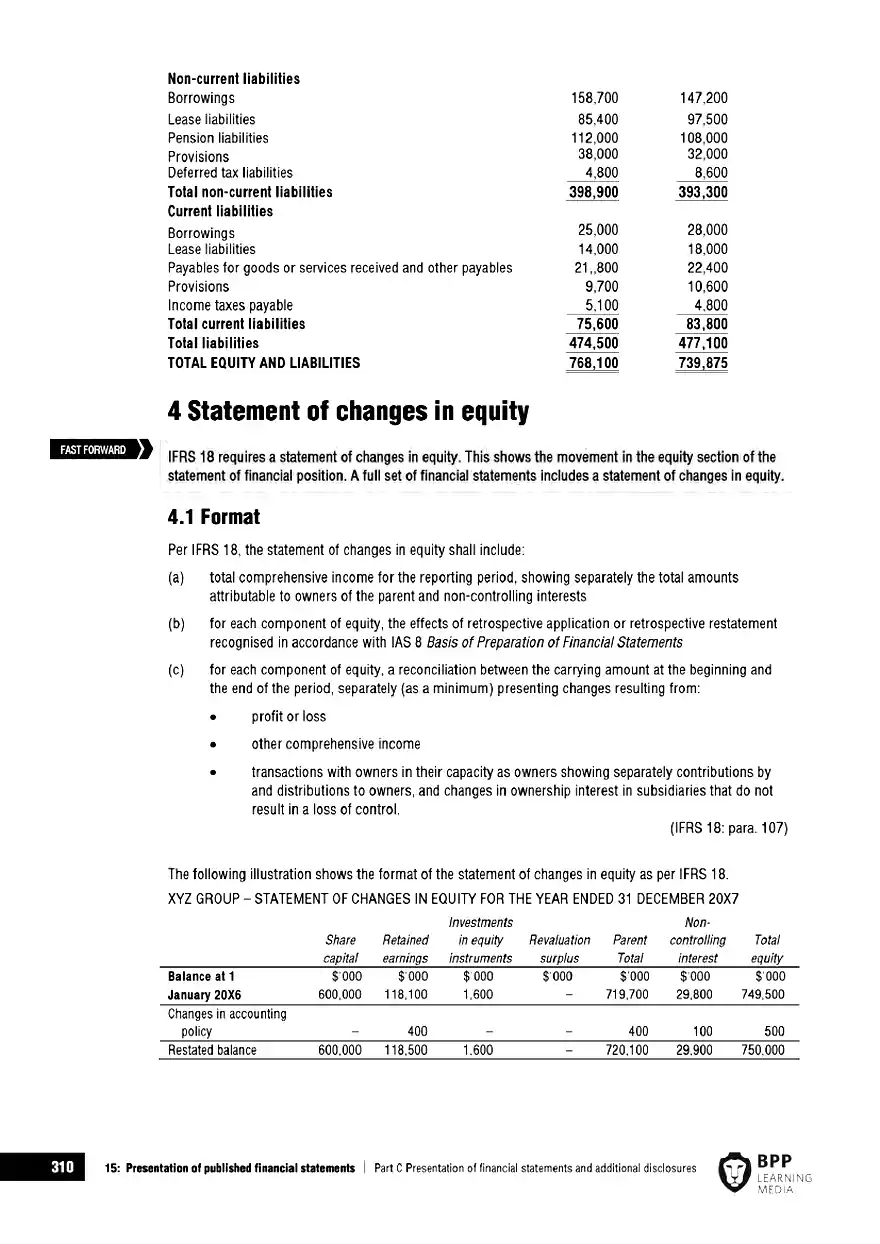 Non-current liabilities
Borrowings 158,700 147,200
Lease liabilities 85,400 97,500
Pension liabilities 112,000 108,000
Provisions 38,000 32,000
Deferred tax liabilities 4,800 8,600
Total non-current liabilities 398,900 393,300
Current liabilities
Borrowings 25,000 28,000
Lease liabilities 14,000 18,000
Payables for goods or services received and other payables 21,,800 22,400
Provisions 9,700 10,600
Income taxes payable 5,100 4,800
Total current liabilities 75,600 83,800
Total liabilities 474,500 477,100
TOTAL EQUITY AND LIABILITIES 768,100 739,875
4 Statement of changes in equity
FAST FORWARD
IFRS 18 requires a statement of changes in equity. This shows the movement in the equity section of the
statement of financial position. A full set of financial statements includes a statement of changes in equity.
4.1 Format
Per IFRS 18, the statement of changes in equity shall include:
(a) total comprehensive income for the reporting period, showing separately the total amounts
attributable to owners of the parent and non-controlling interests
(b) for each component of equity, the effects of retrospective application or retrospective restatement
recognised in accordance with IAS 8 Basis of Preparation of Financial Statements
(c) for each component of equity, a reconciliation between the carrying amount at the beginning and
the end of the period, separately (as a minimum) presenting changes resulting from:
• profit or loss
• other comprehensive income
• transactions with owners in their capacity as owners showing separately contributions by
and distributions to owners, and changes in ownership interest in subsidiaries that do not
result in a loss of control.
(IFRS 18: para. 107)
The following illustration shows the format of the statement of changes in equity as per IFRS 18.
XYZ GROUP – STATEMENT OF CHANGES IN EQUITY FOR THE YEAR ENDED 31 DECEMBER 20X7
Investments Non-
Share Retained in equity Revaluation Parent controlling Total
capital earnings instruments surplus Total interest equity
Balance at 1 $'000 $'000 $'000 $'000 $'000 $'000 $'000
January 20X6 600,000 118,100 1,600 – 719,700 29,800 749,500
Changes in accounting
policy – 400 – – 400 100 500
Restated balance 600,000 118,500 1,600 – 720,100 29,900 750,000
310 15: Presentation of published financial statements | Part C Presentation of financial statements and additional disclosures
BPP
LEARNING
MEDIA